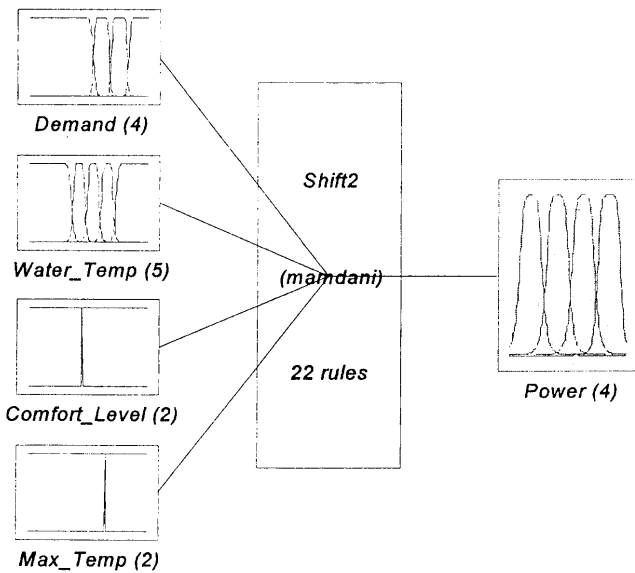 Demand (4)
Water_Temp (5)
Comfort_Level (2)
Max_Temp (2)
Shift2
(mamdani)
22 rules
Power (4)